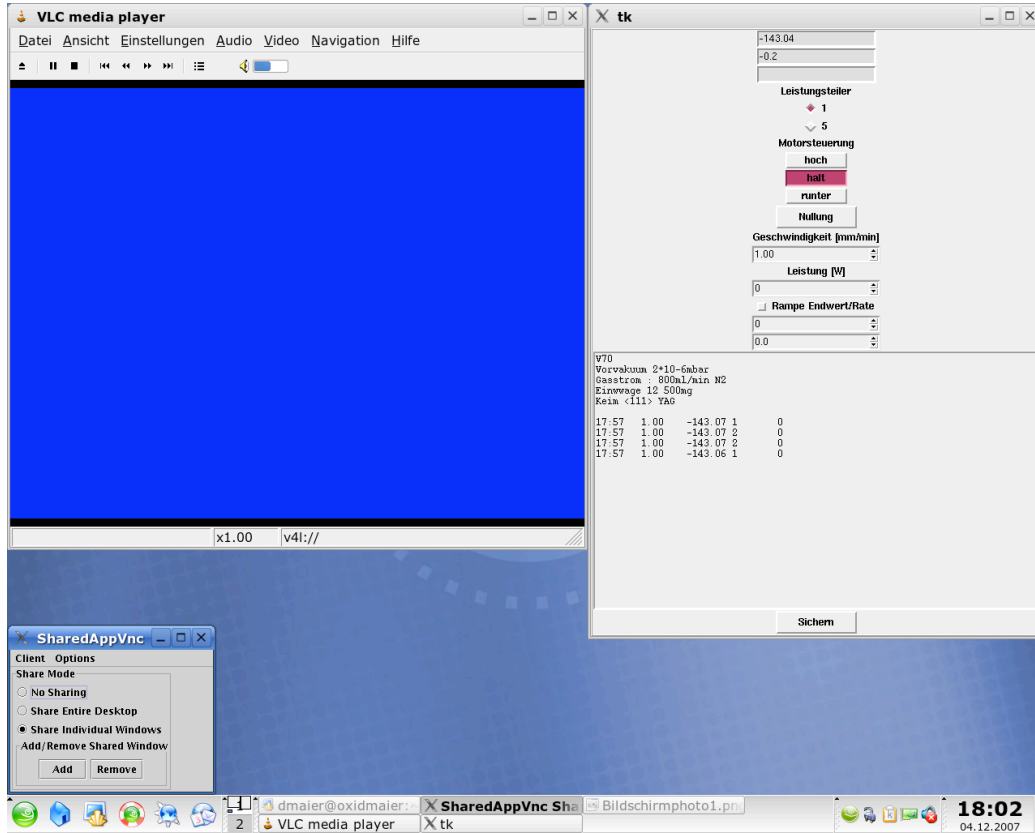 VLC media player
Datei Ansicht Einstellungen Audio Video Navigation Hilfe
x1.00 v4l://
tk
-143.04
-0.2
Leistungsteiler
1
5
Motorsteuerung
hoch
halt
runter
Nullung
Geschwindigkeit [mm/min]
1.00
Leistung [W]
0
Rampe Endwert/Rate
0
0.0
V70
Vorvakuum 2*10-6mbar
Gasstrom : 800ml/min N2
Einwwage 12 500mg
Keim <111> YAG
17:57 1.00 -143.07 1 0
17:57 1.00 -143.07 2 0
17:57 1.00 -143.07 2 0
17:57 1.00 -143.06 1 0
Sichern
SharedAppVnc
Client Options
Share Mode
No Sharing
Share Entire Desktop
Share Individual Windows
Add/Remove Shared Window
Add Remove
1
2
dmaier@oxidmaier:~ SharedAppVnc Sha Bildschirmphoto1.pn
VLC media player tk
18:02
04.12.2007